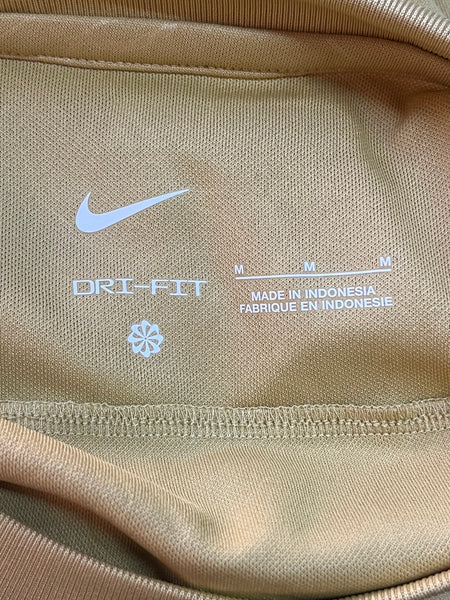 DRI-FIT
M M M
MADE IN INDONESIA
FABRIQUE EN INDONESIE